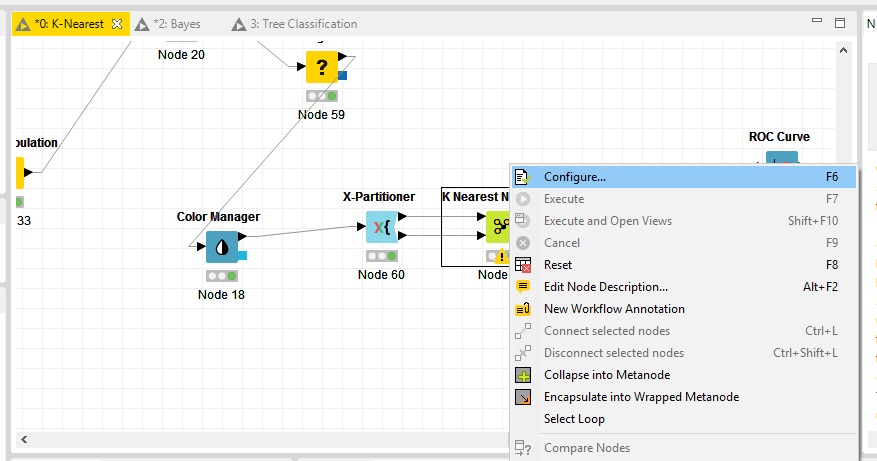 *0: K-Nearest
*2: Bayes
3: Tree Classification
N
Node 20
?
Node 59
ROC Curve
33
Color Manager
Node 18
X-Partitioner
X{
Node 60
K Nearest N
Node
Configure... F6
Execute F7
Execute and Open Views Shift+F10
Cancel F9
Reset F8
Edit Node Description... Alt+F2
New Workflow Annotation
Connect selected nodes Ctrl+L
Disconnect selected nodes Ctrl+Shift+L
Collapse into Metanode
Encapsulate into Wrapped Metanode
Select Loop
Compare Nodes